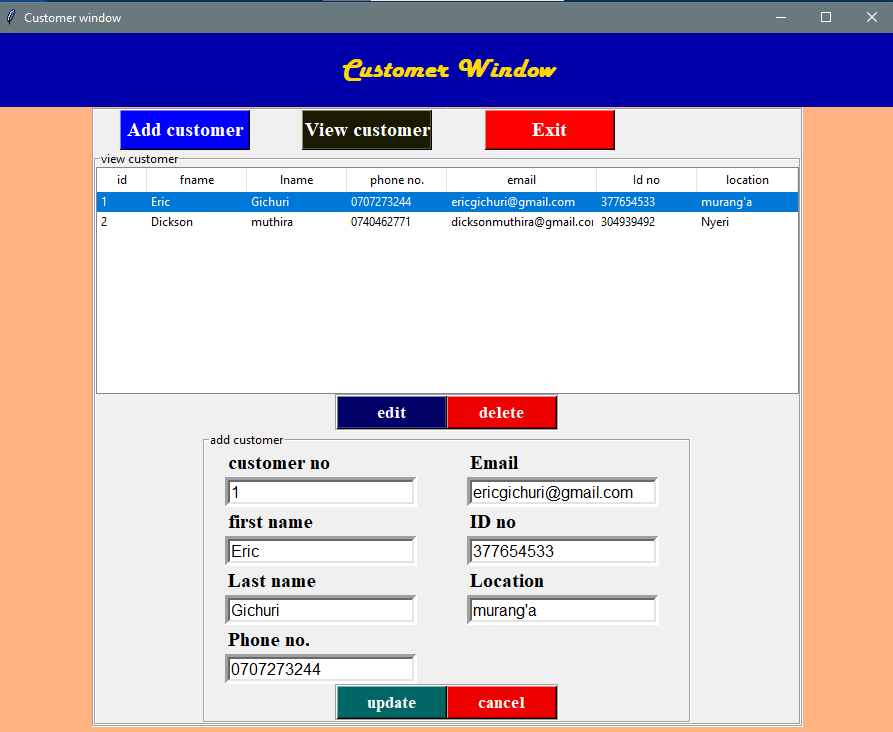 Customer window
Customer Window
Add customer View customer Exit
view customer
id fname lname phone no. email Id no location
1 Eric Gichuri 0707273244 ericgichuri@gmail.com 377654533 murang'a
2 Dickson muthira 0740462771 dicksonmuthira@gmail.com 304939492 Nyeri
edit delete
add customer
customer no Email
1 ericgichuri@gmail.com
first name ID no
Eric 377654533
Last name Location
Gichuri murang'a
Phone no.
0707273244
update cancel